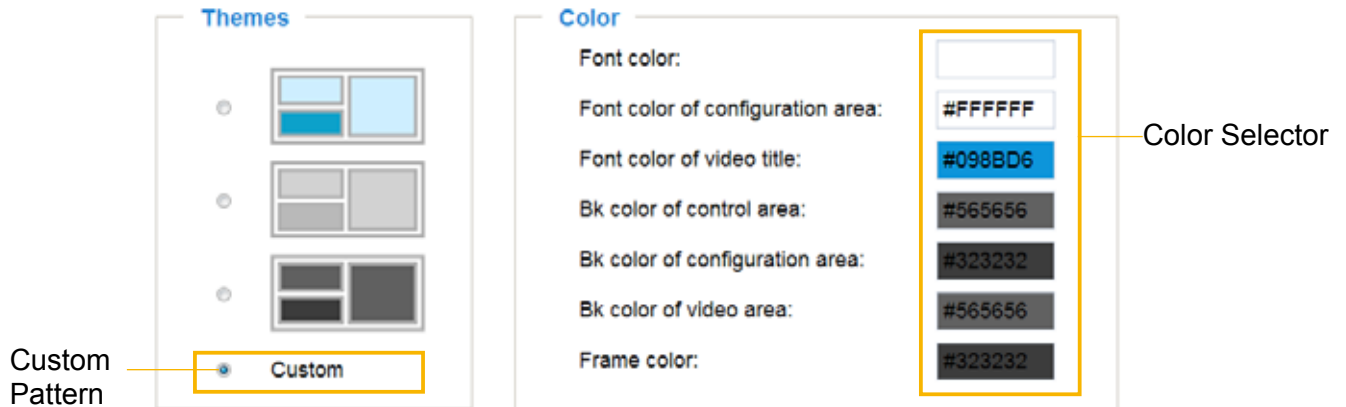 Themes
Color
Font color:
Font color of configuration area: #FFFFFF
Font color of video title: #098BD6
Bk color of control area: #565656
Bk color of configuration area: #323232
Bk color of video area: #565656
Frame color: #323232
Custom
Custom
Pattern
Color Selector